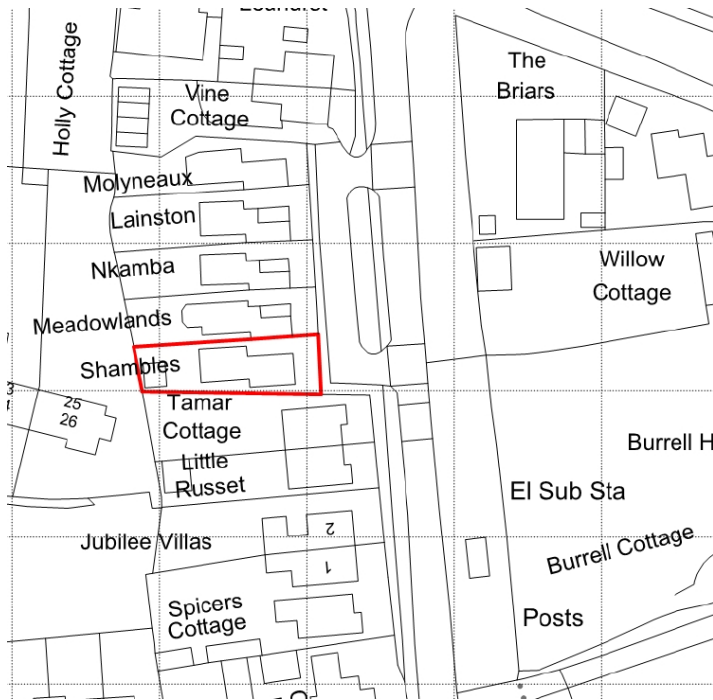 Holly Cottage
Vine
Cottage
The
Briars
Molyneaux
Lainston
Nkamba
Meadowlands
Shambles
Willow
Cottage
25
26
Tamar
Cottage
Little
Russet
Burrell H
El Sub Sta
Jubilee Villas
2
1
Burrell Cottage
Spicers
Cottage
Posts